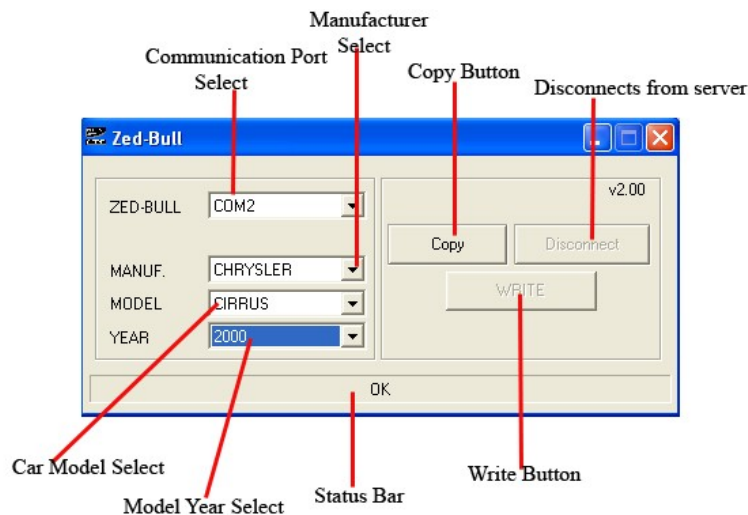 Manufacturer
Select
Communication Port
Select
Copy Button
Disconnects from server
Zed-Bull
v2.00
ZED-BULL COM2
Copy Disconnect
MANUF. CHRYSLER
WRITE
MODEL CIRRUS
YEAR 2000
OK
Car Model Select
Write Button
Model Year Select
Status Bar